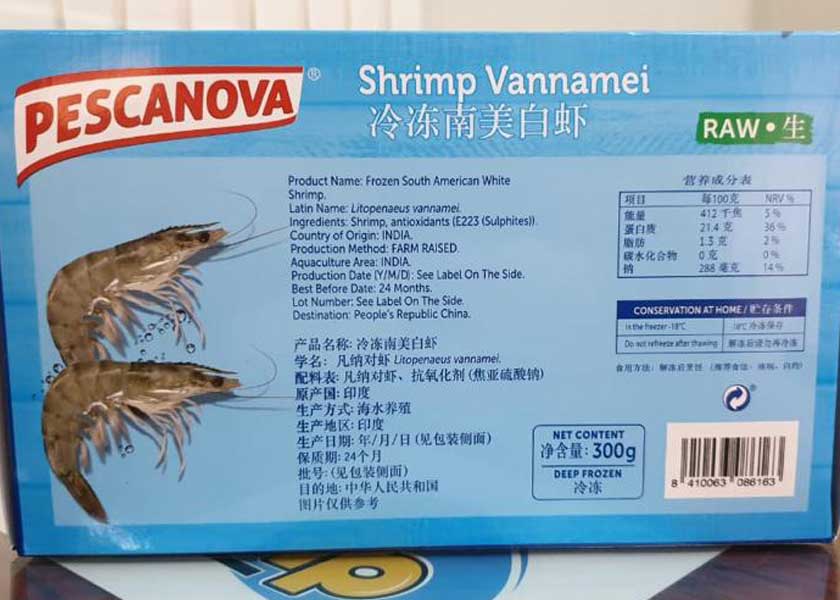 PESCANOVA®
Shrimp Vannamei
冷冻南美白虾
RAW • 生
Product Name: Frozen South American White
Shrimp.
Latin Name: Litopenaeus vannamei.
Ingredients: Shrimp, antioxidants (E223 (Sulphites)).
Country of Origin: INDIA.
Production Method: FARM RAISED.
Aquaculture Area: INDIA.
Production Date (Y/M/D): See Label On The Side.
Best Before Date: 24 Months.
Lot Number: See Label On The Side.
Destination: People's Republic China.
产品名称: 冷冻南美白虾
学名: 凡纳对虾 Litopenaeus vannamei.
配料表: 凡纳对虾、抗氧化剂 (焦亚硫酸钠)
原产国: 印度
生产方式: 海水养殖
生产地区: 印度
生产日期: 年/月/日 (见包装侧面)
保质期: 24个月
批号: (见包装侧面)
目的地: 中华人民共和国
图片仅供参考
营养成分表
项目 每100克 NRV %
能量 412 千焦 5 %
蛋白质 21.4 克 36 %
脂肪 1.3 克 2 %
碳水化合物 0 克 0 %
钠 288 毫克 14 %
CONSERVATION AT HOME / 贮存条件
In the freezer -18°C -18°C 冷冻保存
Do not refreeze after thawing 解冻后请勿再冷冻
食用方法: 解冻后烹饪
NET CONTENT
净含量: 300g
DEEP FROZEN
冷冻
8 410063 086163